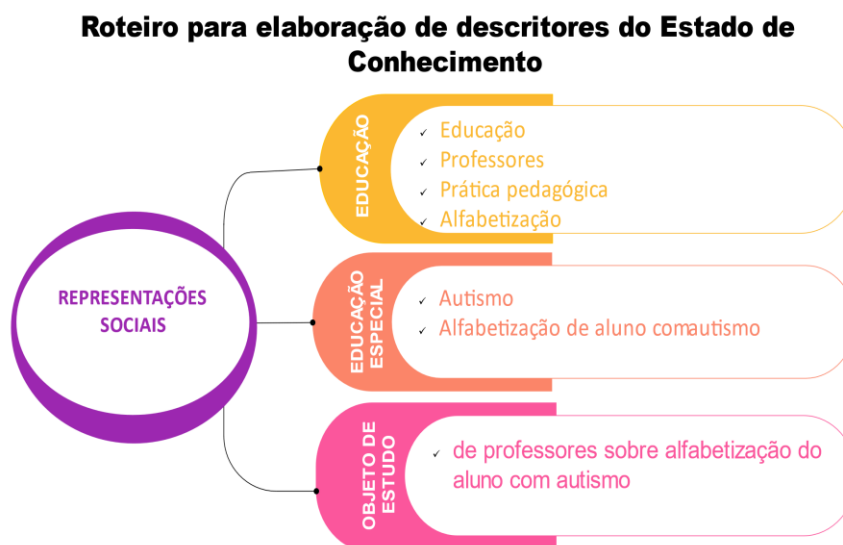 Roteiro para elaboração de descritores do Estado de
Conhecimento
REPRESENTAÇÕES
SOCIAIS
EDUCAÇÃO
Educação
Professores
Prática pedagógica
Alfabetização
EDUCAÇÃO
ESPECIAL
Autismo
Alfabetização de aluno comautismo
OBJETO DE
ESTUDO
de professores sobre alfabetização do
aluno com autismo